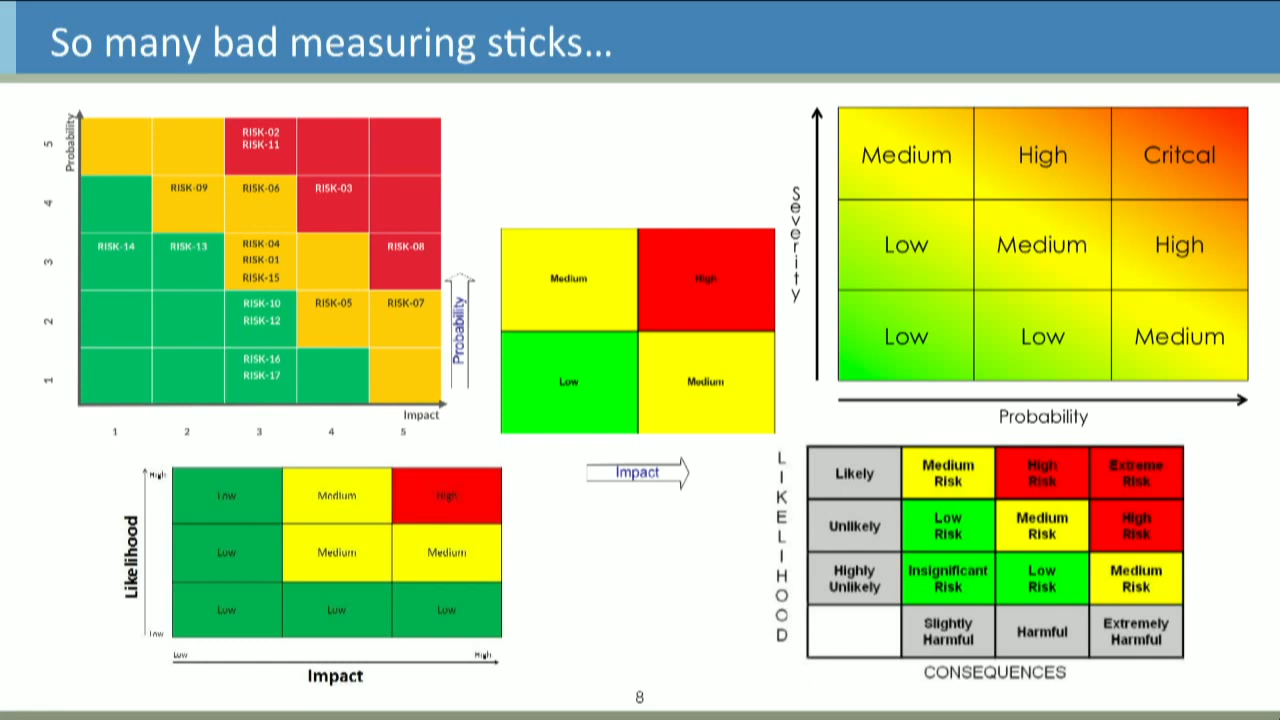 So many bad measuring sticks...
Probability
5
4
3
2
1
RISK-02
RISK-11
RISK-09
RISK-06
RISK-03
RISK-14
RISK-13
RISK-04
RISK-01
RISK-15
RISK-08
RISK-10
RISK-12
RISK-05
RISK-07
RISK-16
RISK-17
Impact
1 2 3 4 5
Probability
Medium High
Low Medium
Impact
Severity
Medium High Critcal
Low Medium High
Low Low Medium
Probability
Likelihood
High
Low
Low Medium High
Low Medium Medium
Low Low Low
Low High
Impact
LIKELIHOOD
Likely
Medium
Risk
High
Risk
Extreme
Risk
Unlikely
Low
Risk
Medium
Risk
High
Risk
Highly
Unlikely
Insignificant
Risk
Low
Risk
Medium
Risk
Slightly
Harmful
Harmful
Extremely
Harmful
CONSEQUENCES
8